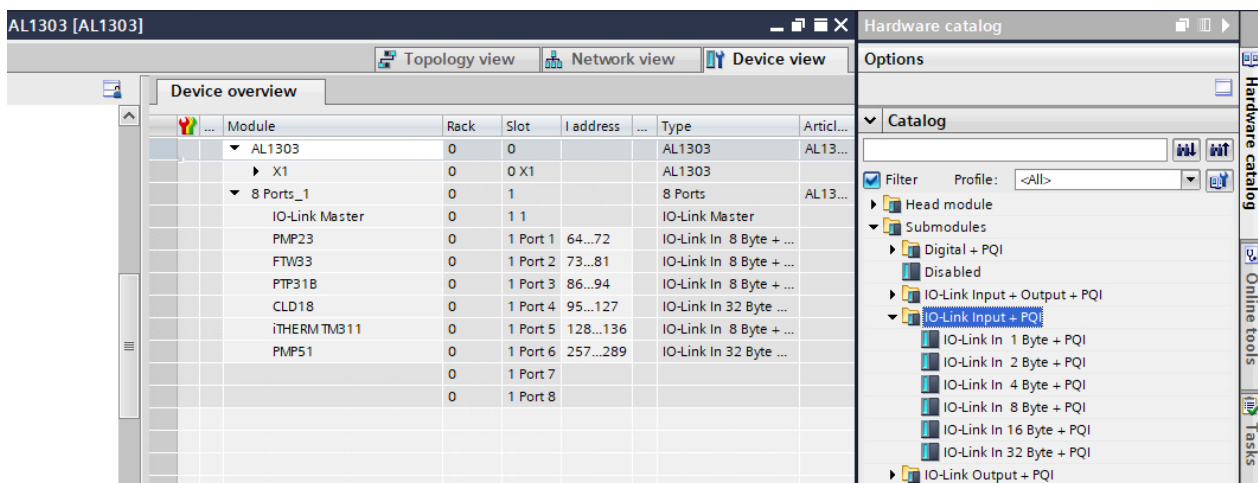 AL1303 [AL1303]
Topology view Network view Device view
Device overview
... Module Rack Slot I address ... Type Articl...
AL1303 0 0 AL1303 AL13...
X1 0 0 X1 AL1303
8 Ports_1 0 1 8 Ports AL13...
IO-Link Master 0 1 1 IO-Link Master
PMP23 0 1 Port 1 64...72 IO-Link In 8 Byte + ...
FTW33 0 1 Port 2 73...81 IO-Link In 8 Byte + ...
PTP31B 0 1 Port 3 86...94 IO-Link In 8 Byte + ...
CLD18 0 1 Port 4 95...127 IO-Link In 32 Byte ...
iTHERM TM311 0 1 Port 5 128...136 IO-Link In 8 Byte + ...
PMP51 0 1 Port 6 257...289 IO-Link In 32 Byte ...
0 1 Port 7
0 1 Port 8
Hardware catalog
Options
Catalog
Filter Profile: <All>
Head module
Submodules
Digital + PQI
Disabled
IO-Link Input + Output + PQI
IO-Link Input + PQI
IO-Link In 1 Byte + PQI
IO-Link In 2 Byte + PQI
IO-Link In 4 Byte + PQI
IO-Link In 8 Byte + PQI
IO-Link In 16 Byte + PQI
IO-Link In 32 Byte + PQI
IO-Link Output + PQI
Hardware catalog
Online tools
Tasks